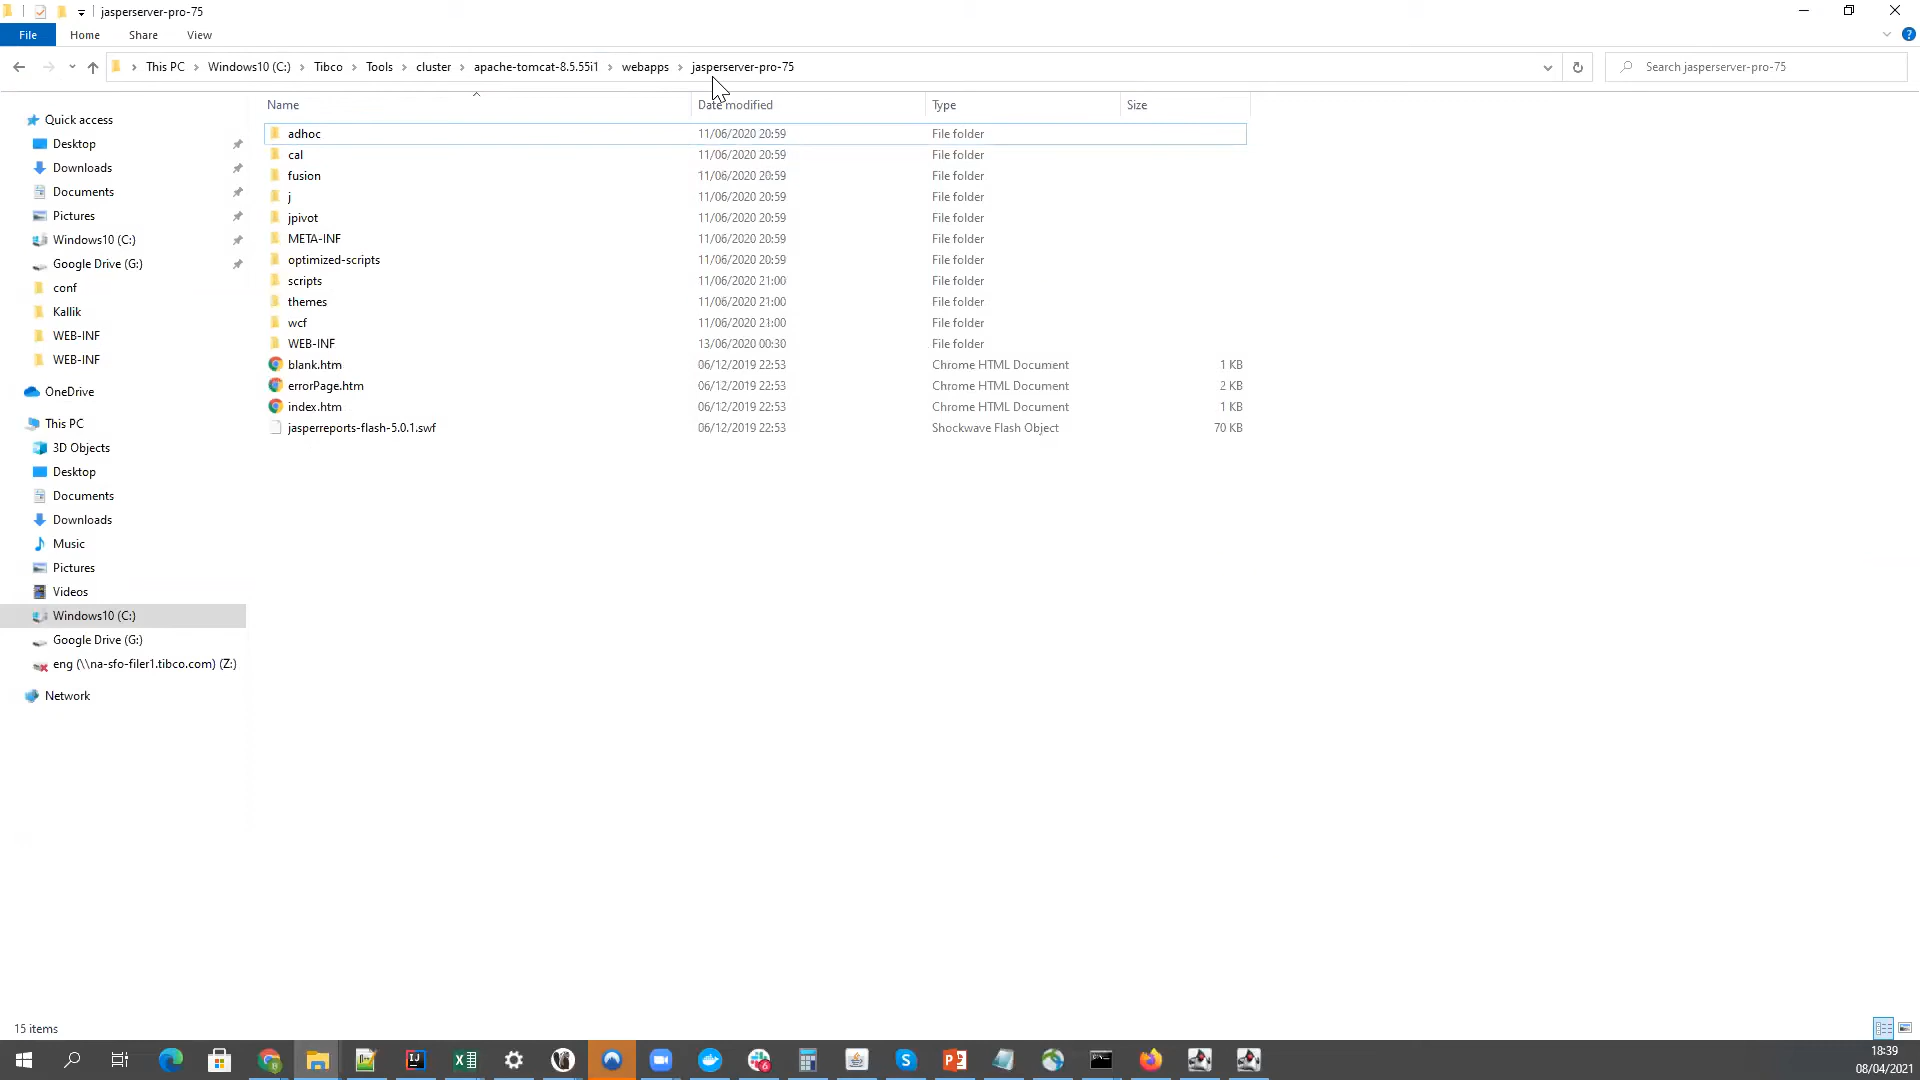 jasperserver-pro-75
File Home Share View
This PC Windows10 (C:) Tibco Tools cluster apache-tomcat-8.5.55i1 webapps jasperserver-pro-75 Search jasperserver-pro-75
Name Date modified Type Size
adhoc 11/06/2020 20:59 File folder
cal 11/06/2020 20:59 File folder
fusion 11/06/2020 20:59 File folder
j 11/06/2020 20:59 File folder
jpivot 11/06/2020 20:59 File folder
META-INF 11/06/2020 20:59 File folder
optimized-scripts 11/06/2020 20:59 File folder
scripts 11/06/2020 21:00 File folder
themes 11/06/2020 21:00 File folder
wcf 11/06/2020 21:00 File folder
WEB-INF 13/06/2020 00:30 File folder
blank.htm 06/12/2019 22:53 Chrome HTML Document 1 KB
errorPage.htm 06/12/2019 22:53 Chrome HTML Document 2 KB
index.htm 06/12/2019 22:53 Chrome HTML Document 1 KB
jasperreports-flash-5.0.1.swf 06/12/2019 22:53 Shockwave Flash Object 70 KB
Quick access
Desktop
Downloads
Documents
Pictures
Windows10 (C:)
Google Drive (G:)
conf
Kallik
WEB-INF
WEB-INF
OneDrive
This PC
3D Objects
Desktop
Documents
Downloads
Music
Pictures
Videos
Windows10 (C:)
Google Drive (G:)
eng (\\na-sfo-filer1.tibco.com) (Z:)
Network
15 items
18:39
08/04/2021